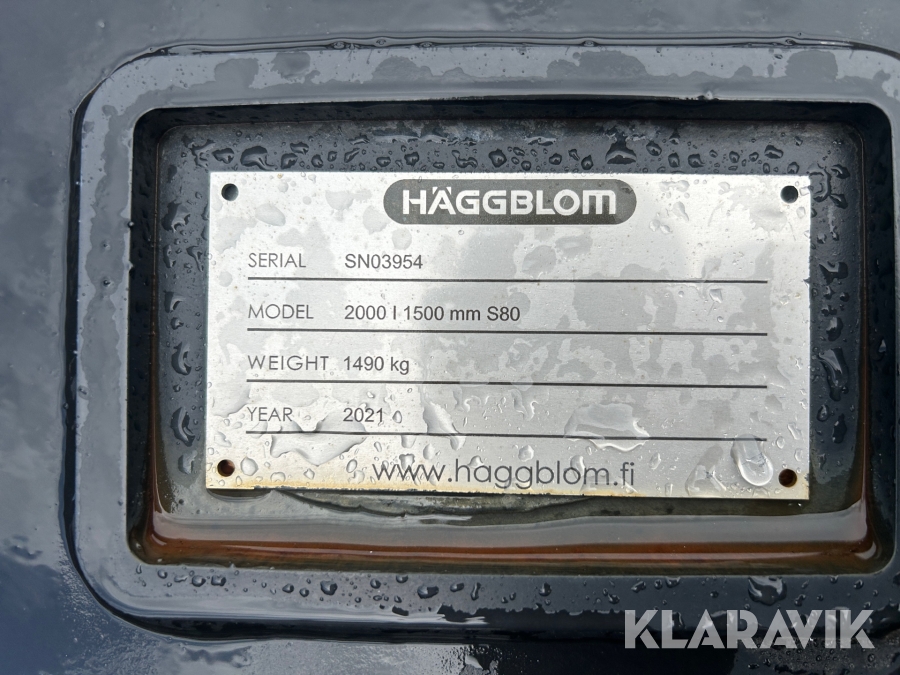 HÄGGBLOM
SERIAL SN03954
MODEL 2000 l 1500 mm S80
WEIGHT 1490 kg
YEAR 2021
www.haggblom.fi
KLARAVIK